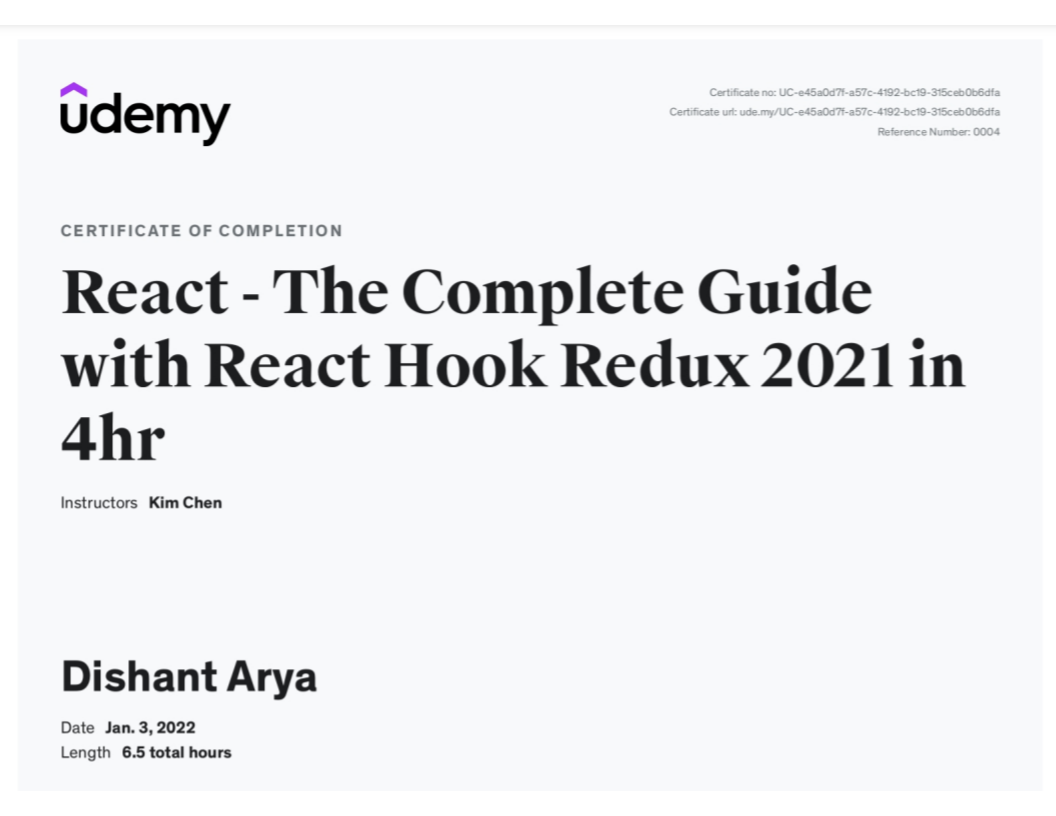 udemy
Certificate no: UC-e45a0d7f-a57c-4192-bc19-315ceb0b6dfa
Certificate url: ude.my/UC-e45a0d7f-a57c-4192-bc19-315ceb0b6dfa
Reference Number: 0004
CERTIFICATE OF COMPLETION
React - The Complete Guide
with React Hook Redux 2021 in
4hr
Instructors Kim Chen
Dishant Arya
Date Jan. 3, 2022
Length 6.5 total hours